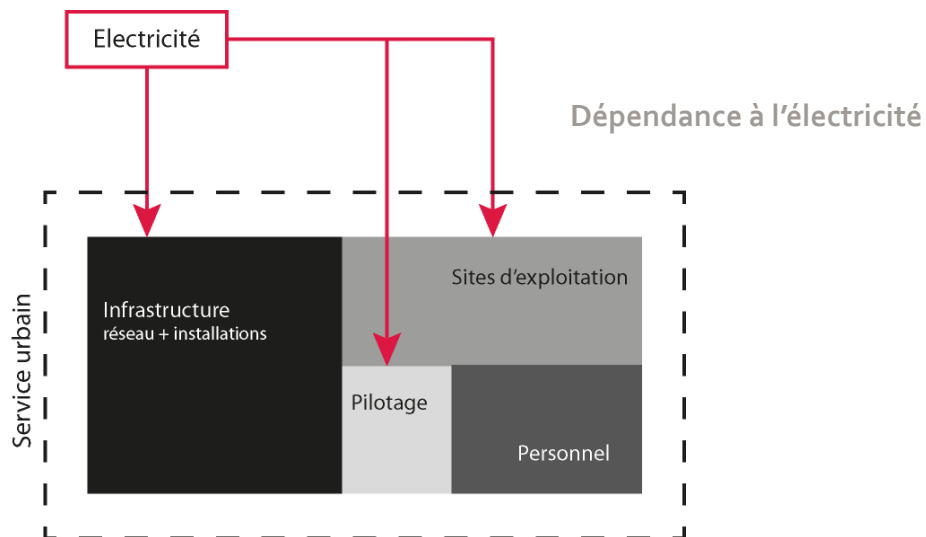 Electricité
Dépendance à l'électricité
Sites d'exploitation
Infrastructure
réseau + installations
Service urbain
Pilotage
Personnel